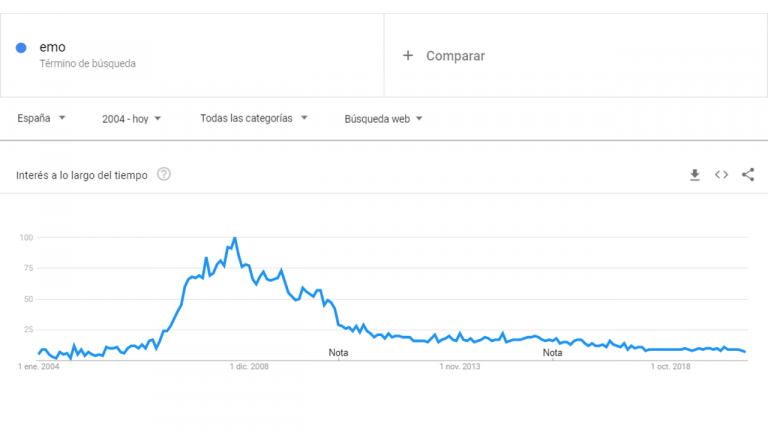 emo
Término de búsqueda
+ Comparar
España
2004 - hoy
Todas las categorías
Búsqueda web
Interés a lo largo del tiempo ?
100
75
50
25
Nota
Nota
1 ene. 2004
1 dic. 2008
1 nov. 2013
1 oct. 2018